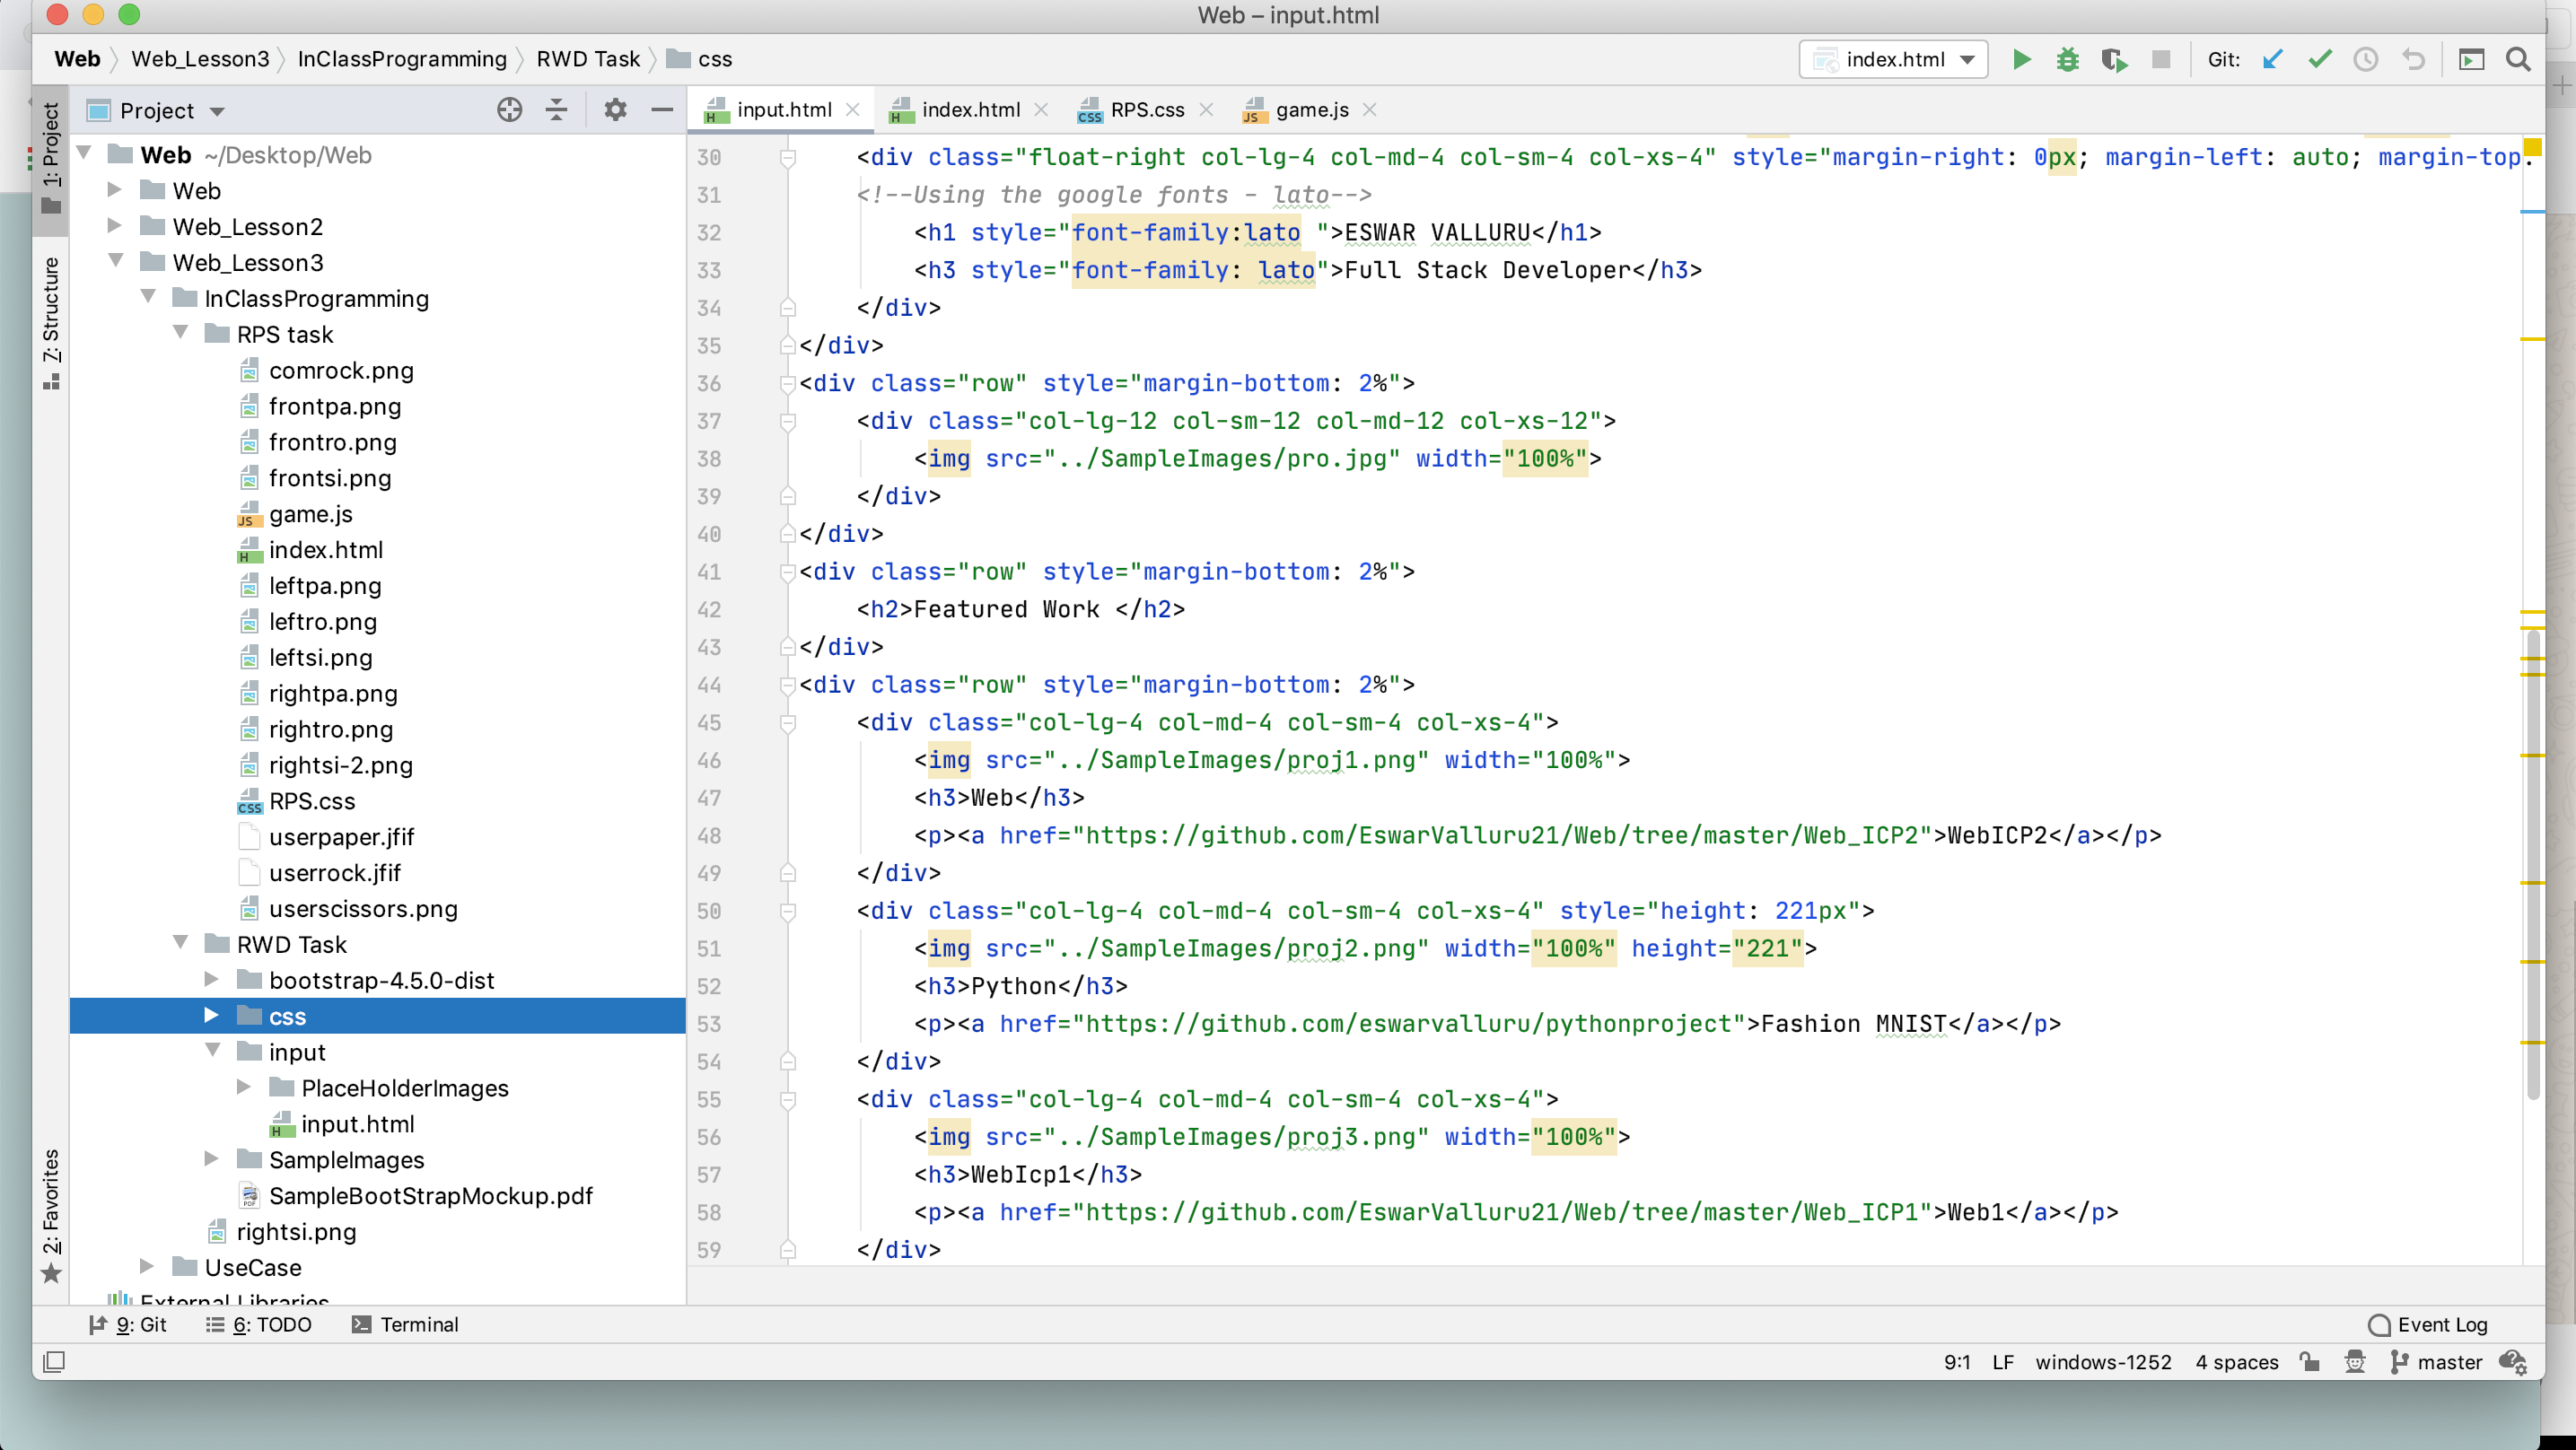 Web – input.html
Web Web_Lesson3 InClassProgramming RWD Task css index.html Git:
Project input.html index.html RPS.css game.js
1: Project
7: Structure
2: Favorites
Web ~/Desktop/Web
Web
Web_Lesson2
Web_Lesson3
InClassProgramming
RPS task
comrock.png
frontpa.png
frontro.png
frontsi.png
game.js
index.html
leftpa.png
leftro.png
leftsi.png
rightpa.png
rightro.png
rightsi-2.png
RPS.css
userpaper.jfif
userrock.jfif
userscissors.png
RWD Task
bootstrap-4.5.0-dist
css
input
PlaceHolderImages
input.html
SampleImages
SampleBootStrapMockup.pdf
rightsi.png
UseCase
External Libraries
30 <div class="float-right col-lg-4 col-md-4 col-sm-4 col-xs-4" style="margin-right: 0px; margin-left: auto; margin-top:
31 <!--Using the google fonts - lato-->
32 <h1 style="font-family:lato ">ESWAR VALLURU</h1>
33 <h3 style="font-family: lato">Full Stack Developer</h3>
34 </div>
35 </div>
36 <div class="row" style="margin-bottom: 2%">
37 <div class="col-lg-12 col-sm-12 col-md-12 col-xs-12">
38 <img src="../SampleImages/pro.jpg" width="100%">
39 </div>
40 </div>
41 <div class="row" style="margin-bottom: 2%">
42 <h2>Featured Work </h2>
43 </div>
44 <div class="row" style="margin-bottom: 2%">
45 <div class="col-lg-4 col-md-4 col-sm-4 col-xs-4">
46 <img src="../SampleImages/proj1.png" width="100%">
47 <h3>Web</h3>
48 <p><a href="https://github.com/EswarValluru21/Web/tree/master/Web_ICP2">WebICP2</a></p>
49 </div>
50 <div class="col-lg-4 col-md-4 col-sm-4 col-xs-4" style="height: 221px">
51 <img src="../SampleImages/proj2.png" width="100%" height="221">
52 <h3>Python</h3>
53 <p><a href="https://github.com/eswarvalluru/pythonproject">Fashion MNIST</a></p>
54 </div>
55 <div class="col-lg-4 col-md-4 col-sm-4 col-xs-4">
56 <img src="../SampleImages/proj3.png" width="100%">
57 <h3>WebIcp1</h3>
58 <p><a href="https://github.com/EswarValluru21/Web/tree/master/Web_ICP1">Web1</a></p>
59 </div>
9: Git 6: TODO Terminal Event Log
9:1 LF windows-1252 4 spaces master